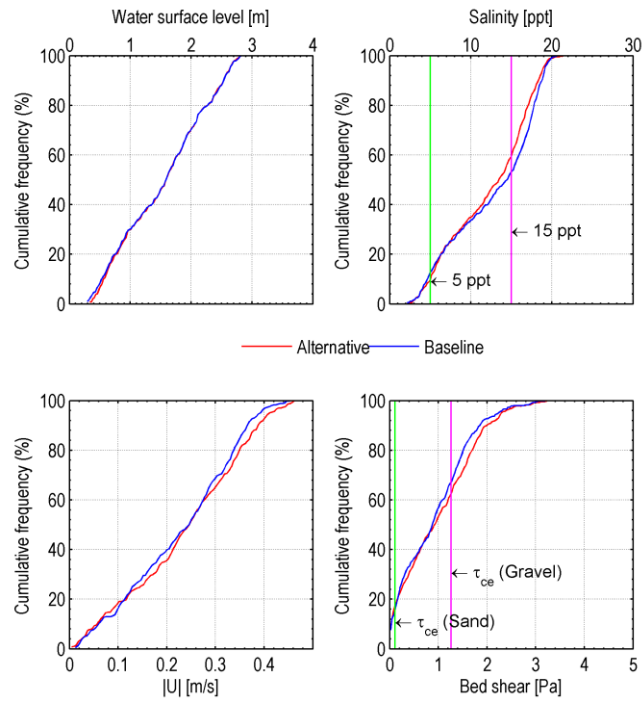 Water surface level [m]
0 1 2 3 4
Cumulative frequency (%)
100
80
60
40
20
0
Salinity [ppt]
0 10 20 30
Cumulative frequency (%)
100
80
60
40
20
0
← 15 ppt
← 5 ppt
Alternative
Baseline
Cumulative frequency (%)
100
80
60
40
20
0
0 0.1 0.2 0.3 0.4
|U| [m/s]
Cumulative frequency (%)
100
80
60
40
20
0
← τce (Gravel)
← τce (Sand)
0 1 2 3 4 5
Bed shear [Pa]